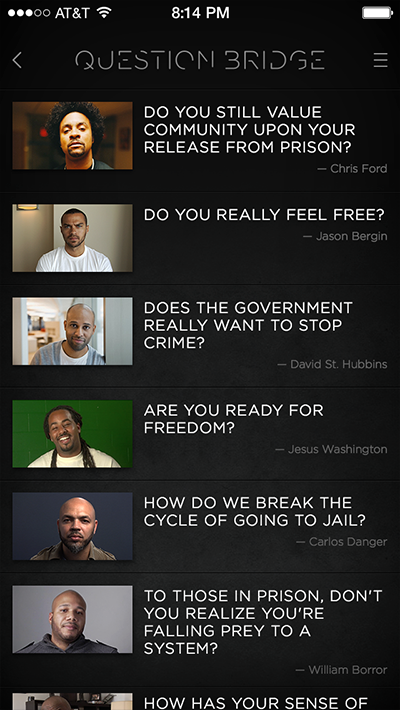 AT&T 8:14 PM
QUESTION BRIDGE
DO YOU STILL VALUE
COMMUNITY UPON YOUR
RELEASE FROM PRISON?
— Chris Ford
DO YOU REALLY FEEL FREE?
— Jason Bergin
DOES THE GOVERNMENT
REALLY WANT TO STOP
CRIME?
— David St. Hubbins
ARE YOU READY FOR
FREEDOM?
— Jesus Washington
HOW DO WE BREAK THE
CYCLE OF GOING TO JAIL?
— Carlos Danger
TO THOSE IN PRISON, DON'T
YOU REALIZE YOU'RE
FALLING PREY TO A
SYSTEM?
— William Borror
HOW HAS YOUR SENSE OF